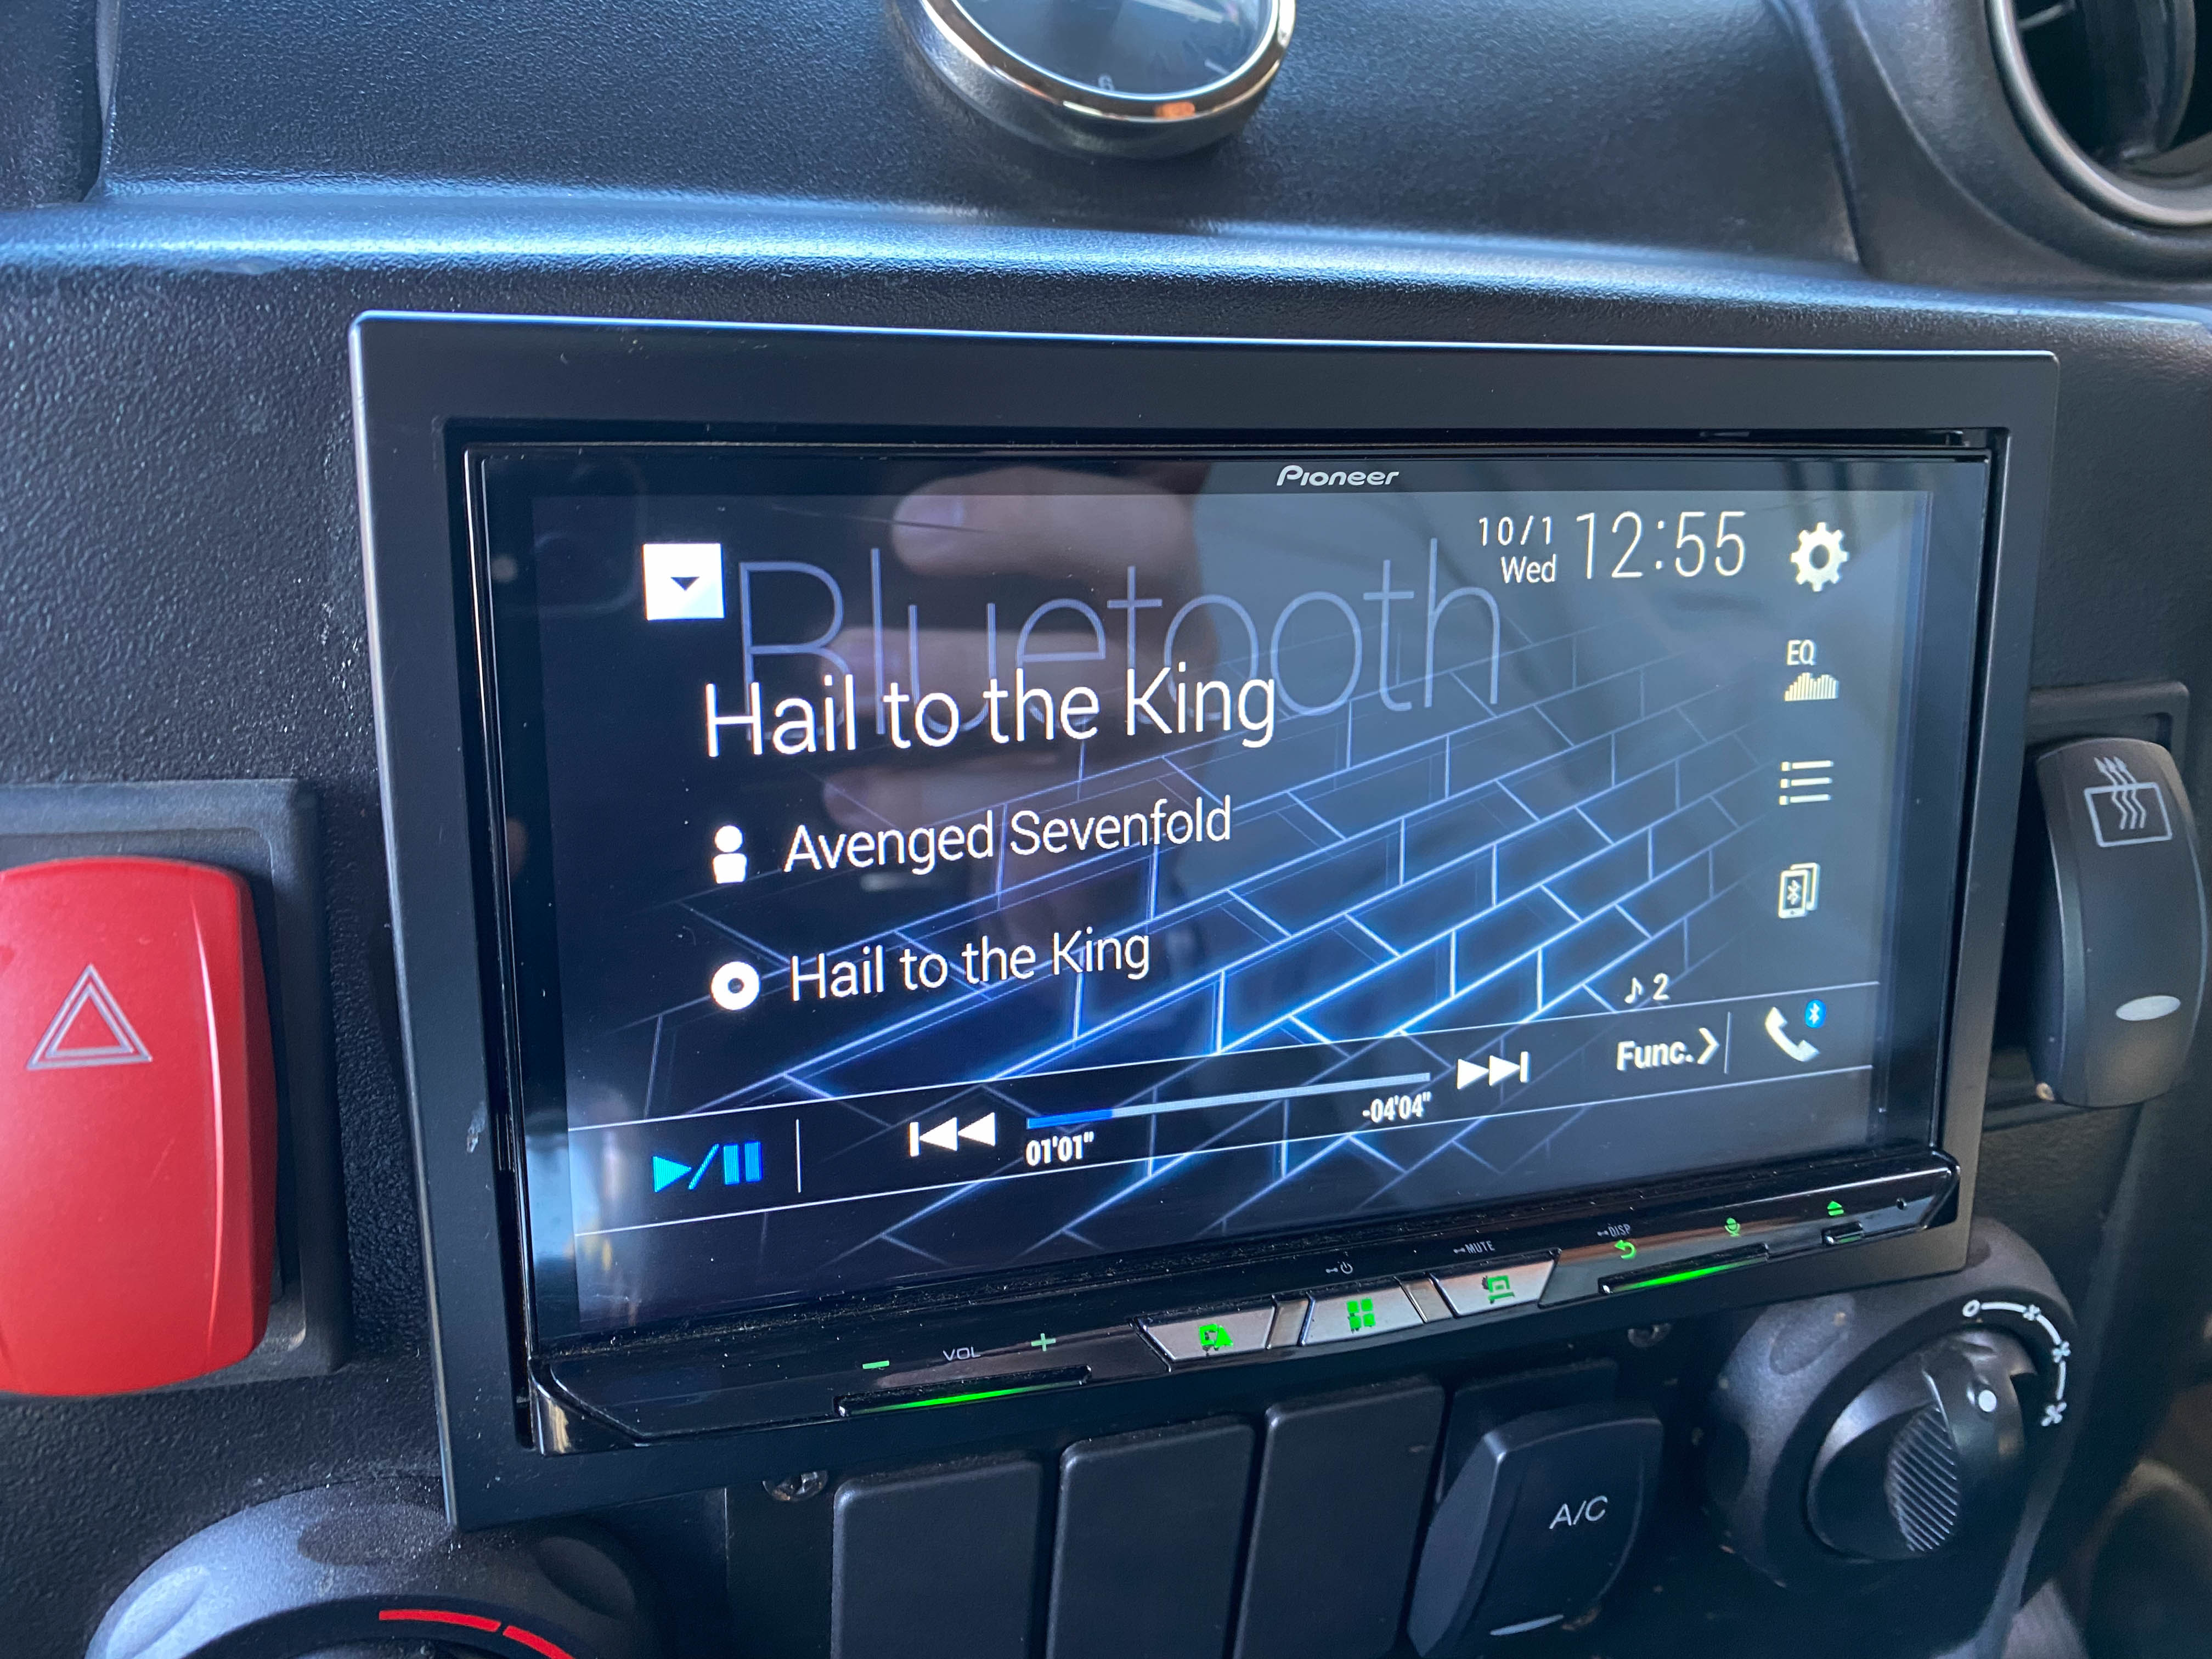 6
Pioneer
10/1
Wed
12:55
Bluetooth
EQ
Hail to the King
Avenged Sevenfold
Hail to the King
♪ 2
Func.
01'01"
-04'04"
VOL
MUTE
DISP
A/C